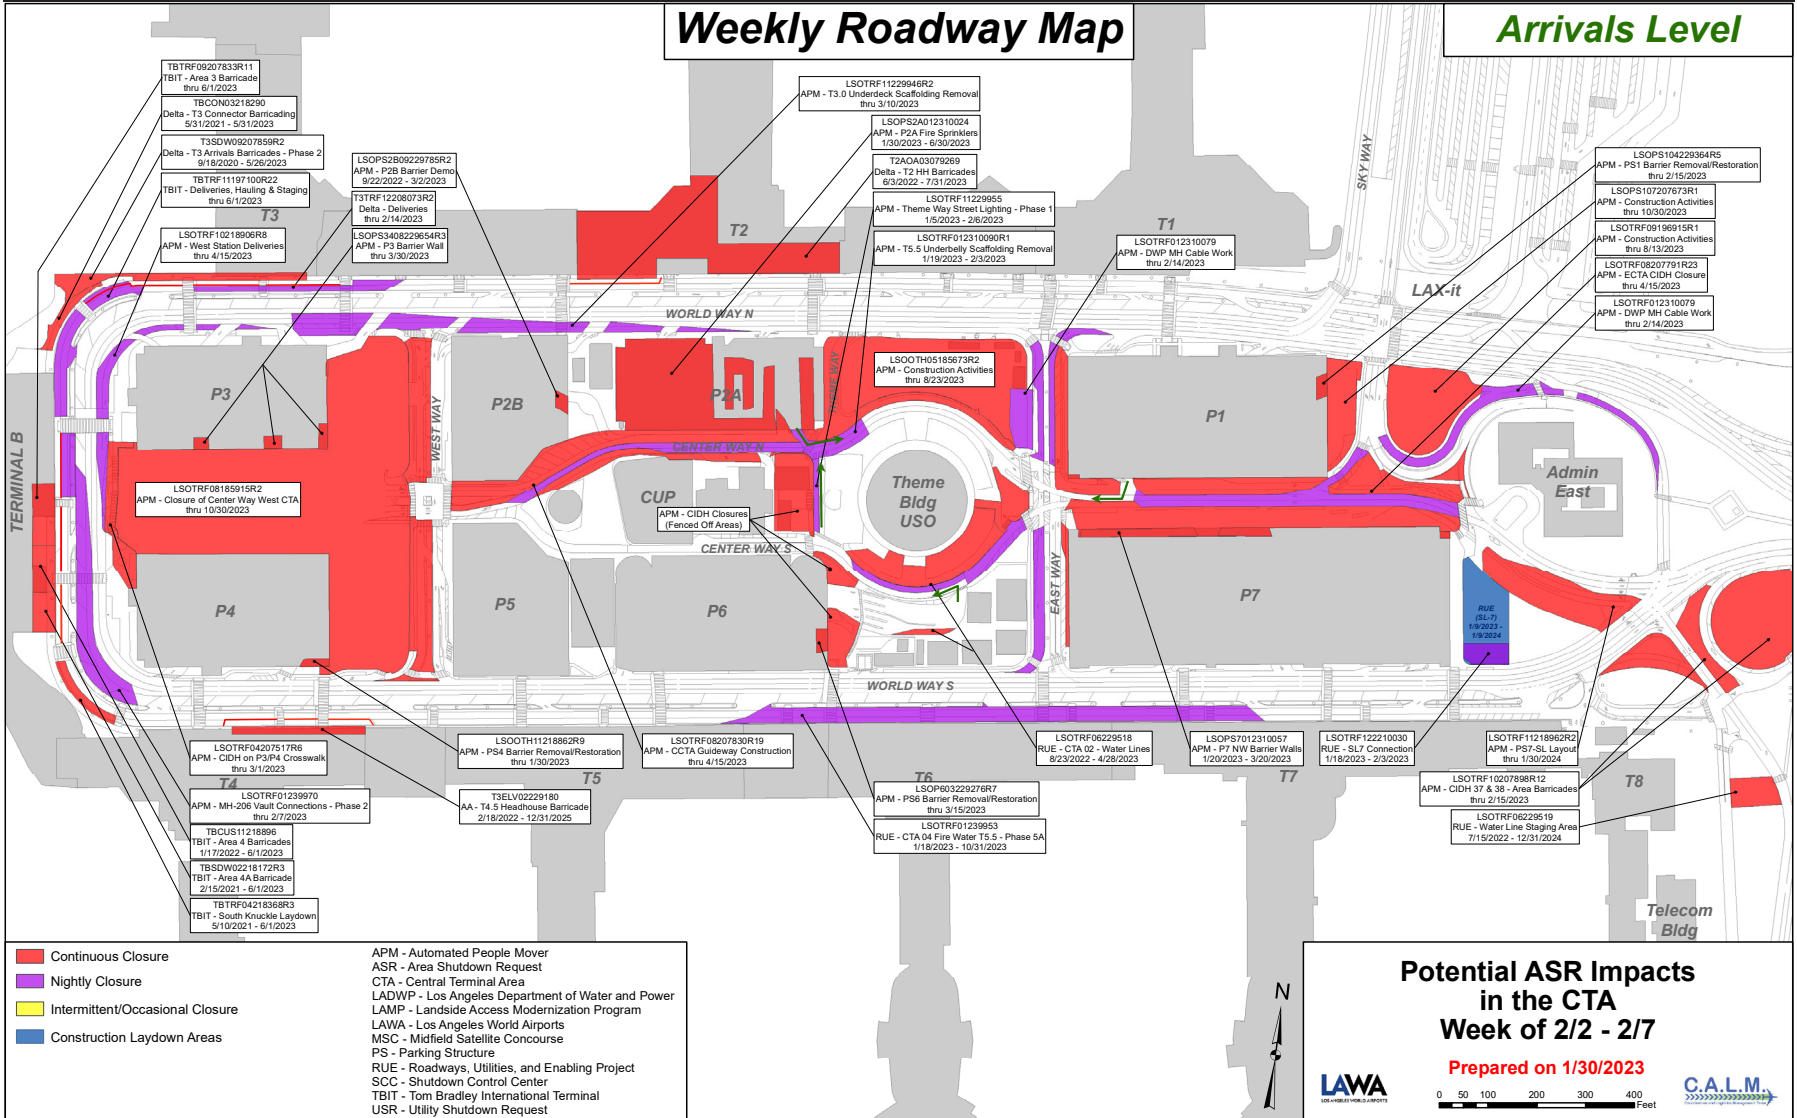 Weekly Roadway Map
Arrivals Level
TBTRF09207833R11
TBIT - Area 3 Barricade
thru 6/1/2023
TBCON03218290
Delta - T3 Connector Barricading
5/31/2021 - 5/31/2023
T3SDW09207859R2
Delta - T3 Arrivals Barricades - Phase 2
9/18/2020 - 5/26/2023
TBTRF11197100R22
TBIT - Deliveries, Hauling & Staging
thru 6/1/2023
LSOTRF10218906R8
APM - West Station Deliveries
thru 4/15/2023
LSOPS2B09229785R2
APM - P2B Barrier Demo
9/22/2022 - 3/2/2023
T3TRF12208073R2
Delta - Deliveries
thru 2/14/2023
LSOPS3408229654R3
APM - P3 Barrier Wall
thru 3/30/2023
LSOTRF11229946R2
APM - T3.0 Underdeck Scaffolding Removal
thru 3/10/2023
LSOPS2A012310024
APM - P2A Fire Sprinklers
1/30/2023 - 6/30/2023
T2AOA03079269
Delta - T2 HH Barricades
6/3/2022 - 7/31/2023
LSOTRF11229955
APM - Theme Way Street Lighting - Phase 1
1/5/2023 - 2/6/2023
LSOTRF012310090R1
APM - T5.5 Underbelly Scaffolding Removal
1/19/2023 - 2/3/2023
LSOTRF012310079
APM - DWP MH Cable Work
thru 2/14/2023
LSOPS104229364R5
APM - PS1 Barrier Removal/Restoration
thru 2/15/2023
LSOPS107207673R1
APM - Construction Activities
thru 10/30/2023
LSOTRF09196915R1
APM - Construction Activities
thru 8/13/2023
LSOTRF08207791R23
APM - ECTA CIDH Closure
thru 4/15/2023
LSOTRF012310079
APM - DWP MH Cable Work
thru 2/14/2023
T3
T2
T1
SKY WAY
LAX-it
WORLD WAY N
LSOOTH05185673R2
APM - Construction Activities
thru 8/23/2023
P3
P2B
P2A
THEME WAY
P1
WEST WAY
CENTER WAY N
TERMINAL B
LSOTRF08185915R2
APM - Closure of Center Way West CTA
thru 10/30/2023
CUP
APM - CIDH Closures
(Fenced Off Areas)
Theme
Bldg
USO
Admin
East
CENTER WAY S
EAST WAY
P4
P5
P6
P7
RUE
(SL-7)
1/9/2023 -
1/9/2024
WORLD WAY S
LSOTRF04207517R6
APM - CIDH on P3/P4 Crosswalk
thru 3/1/2023
T4
LSOTRF01239970
APM - MH-206 Vault Connections - Phase 2
thru 2/7/2023
TBCUS11218896
TBIT - Area 4 Barricades
1/17/2022 - 6/1/2023
TBSDW02218172R3
TBIT - Area 4A Barricade
2/15/2021 - 6/1/2023
TBTRF04218368R3
TBIT - South Knuckle Laydown
5/10/2021 - 6/1/2023
LSOOTH11218862R9
APM - PS4 Barrier Removal/Restoration
thru 1/30/2023
T3ELV02229180
AA - T4.5 Headhouse Barricade
2/18/2022 - 12/31/2025
T5
LSOTRF08207830R19
APM - CCTA Guideway Construction
thru 4/15/2023
T6
LSOP603229276R7
APM - PS6 Barrier Removal/Restoration
thru 3/15/2023
LSOTRF01239953
RUE - CTA 04 Fire Water T5.5 - Phase 5A
1/18/2023 - 10/31/2023
LSOTRF06229518
RUE - CTA 02 - Water Lines
8/23/2022 - 4/28/2023
LSOPS7012310057
APM - P7 NW Barrier Walls
1/20/2023 - 3/20/2023
T7
LSOTRF122210030
RUE - SL7 Connection
1/18/2023 - 2/3/2023
LSOTRF11218962R2
APM - PS7-SL Layout
thru 1/30/2024
LSOTRF10207898R12
APM - CIDH 37 & 38 - Area Barricades
thru 2/15/2023
LSOTRF06229519
RUE - Water Line Staging Area
7/15/2022 - 12/31/2024
T8
Telecom
Bldg
Continuous Closure
Nightly Closure
Intermittent/Occasional Closure
Construction Laydown Areas
APM - Automated People Mover
ASR - Area Shutdown Request
CTA - Central Terminal Area
LADWP - Los Angeles Department of Water and Power
LAMP - Landside Access Modernization Program
LAWA - Los Angeles World Airports
MSC - Midfield Satellite Concourse
PS - Parking Structure
RUE - Roadways, Utilities, and Enabling Project
SCC - Shutdown Control Center
TBIT - Tom Bradley International Terminal
USR - Utility Shutdown Request
N
Potential ASR Impacts
in the CTA
Week of 2/2 - 2/7
Prepared on 1/30/2023
LAWA
LOS ANGELES WORLD AIRPORTS
0 50 100 200 300 400
Feet
C.A.L.M.